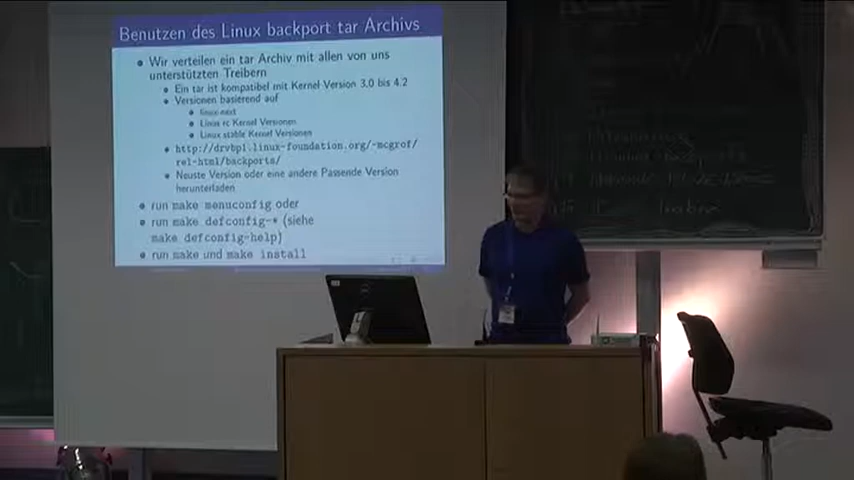 Benutzen des Linux backport tar Archivs
Wir verteilen ein tar Archiv mit allen von uns
unterstützten Treibern
Ein tar ist kompatibel mit Kernel Version 3.0 bis 4.2
Versionen basierend auf
linux-next
Linux rc Kernel Versionen
Linux stable Kernel Versionen
http://drvbp1.linux-foundation.org/~mcgrof/
rel-html/backports/
Neuste Version oder eine andere Passende Version
herunterladen
run make menuconfig oder
run make defconfig-* (siehe
make defconfig-help)
run make und make install